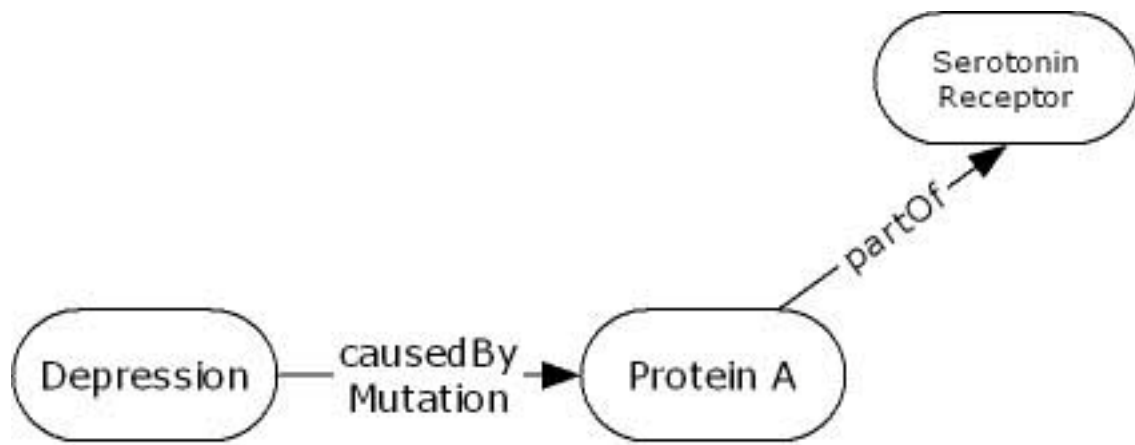 Serotonin
Receptor
partOf
Depression
causedBy
Mutation
Protein A